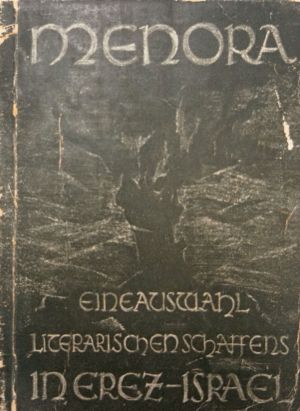 MENORA
EINE AUSWAHL
LITERARISCHEN SCHAFFENS
IN EREZ-ISRAEL